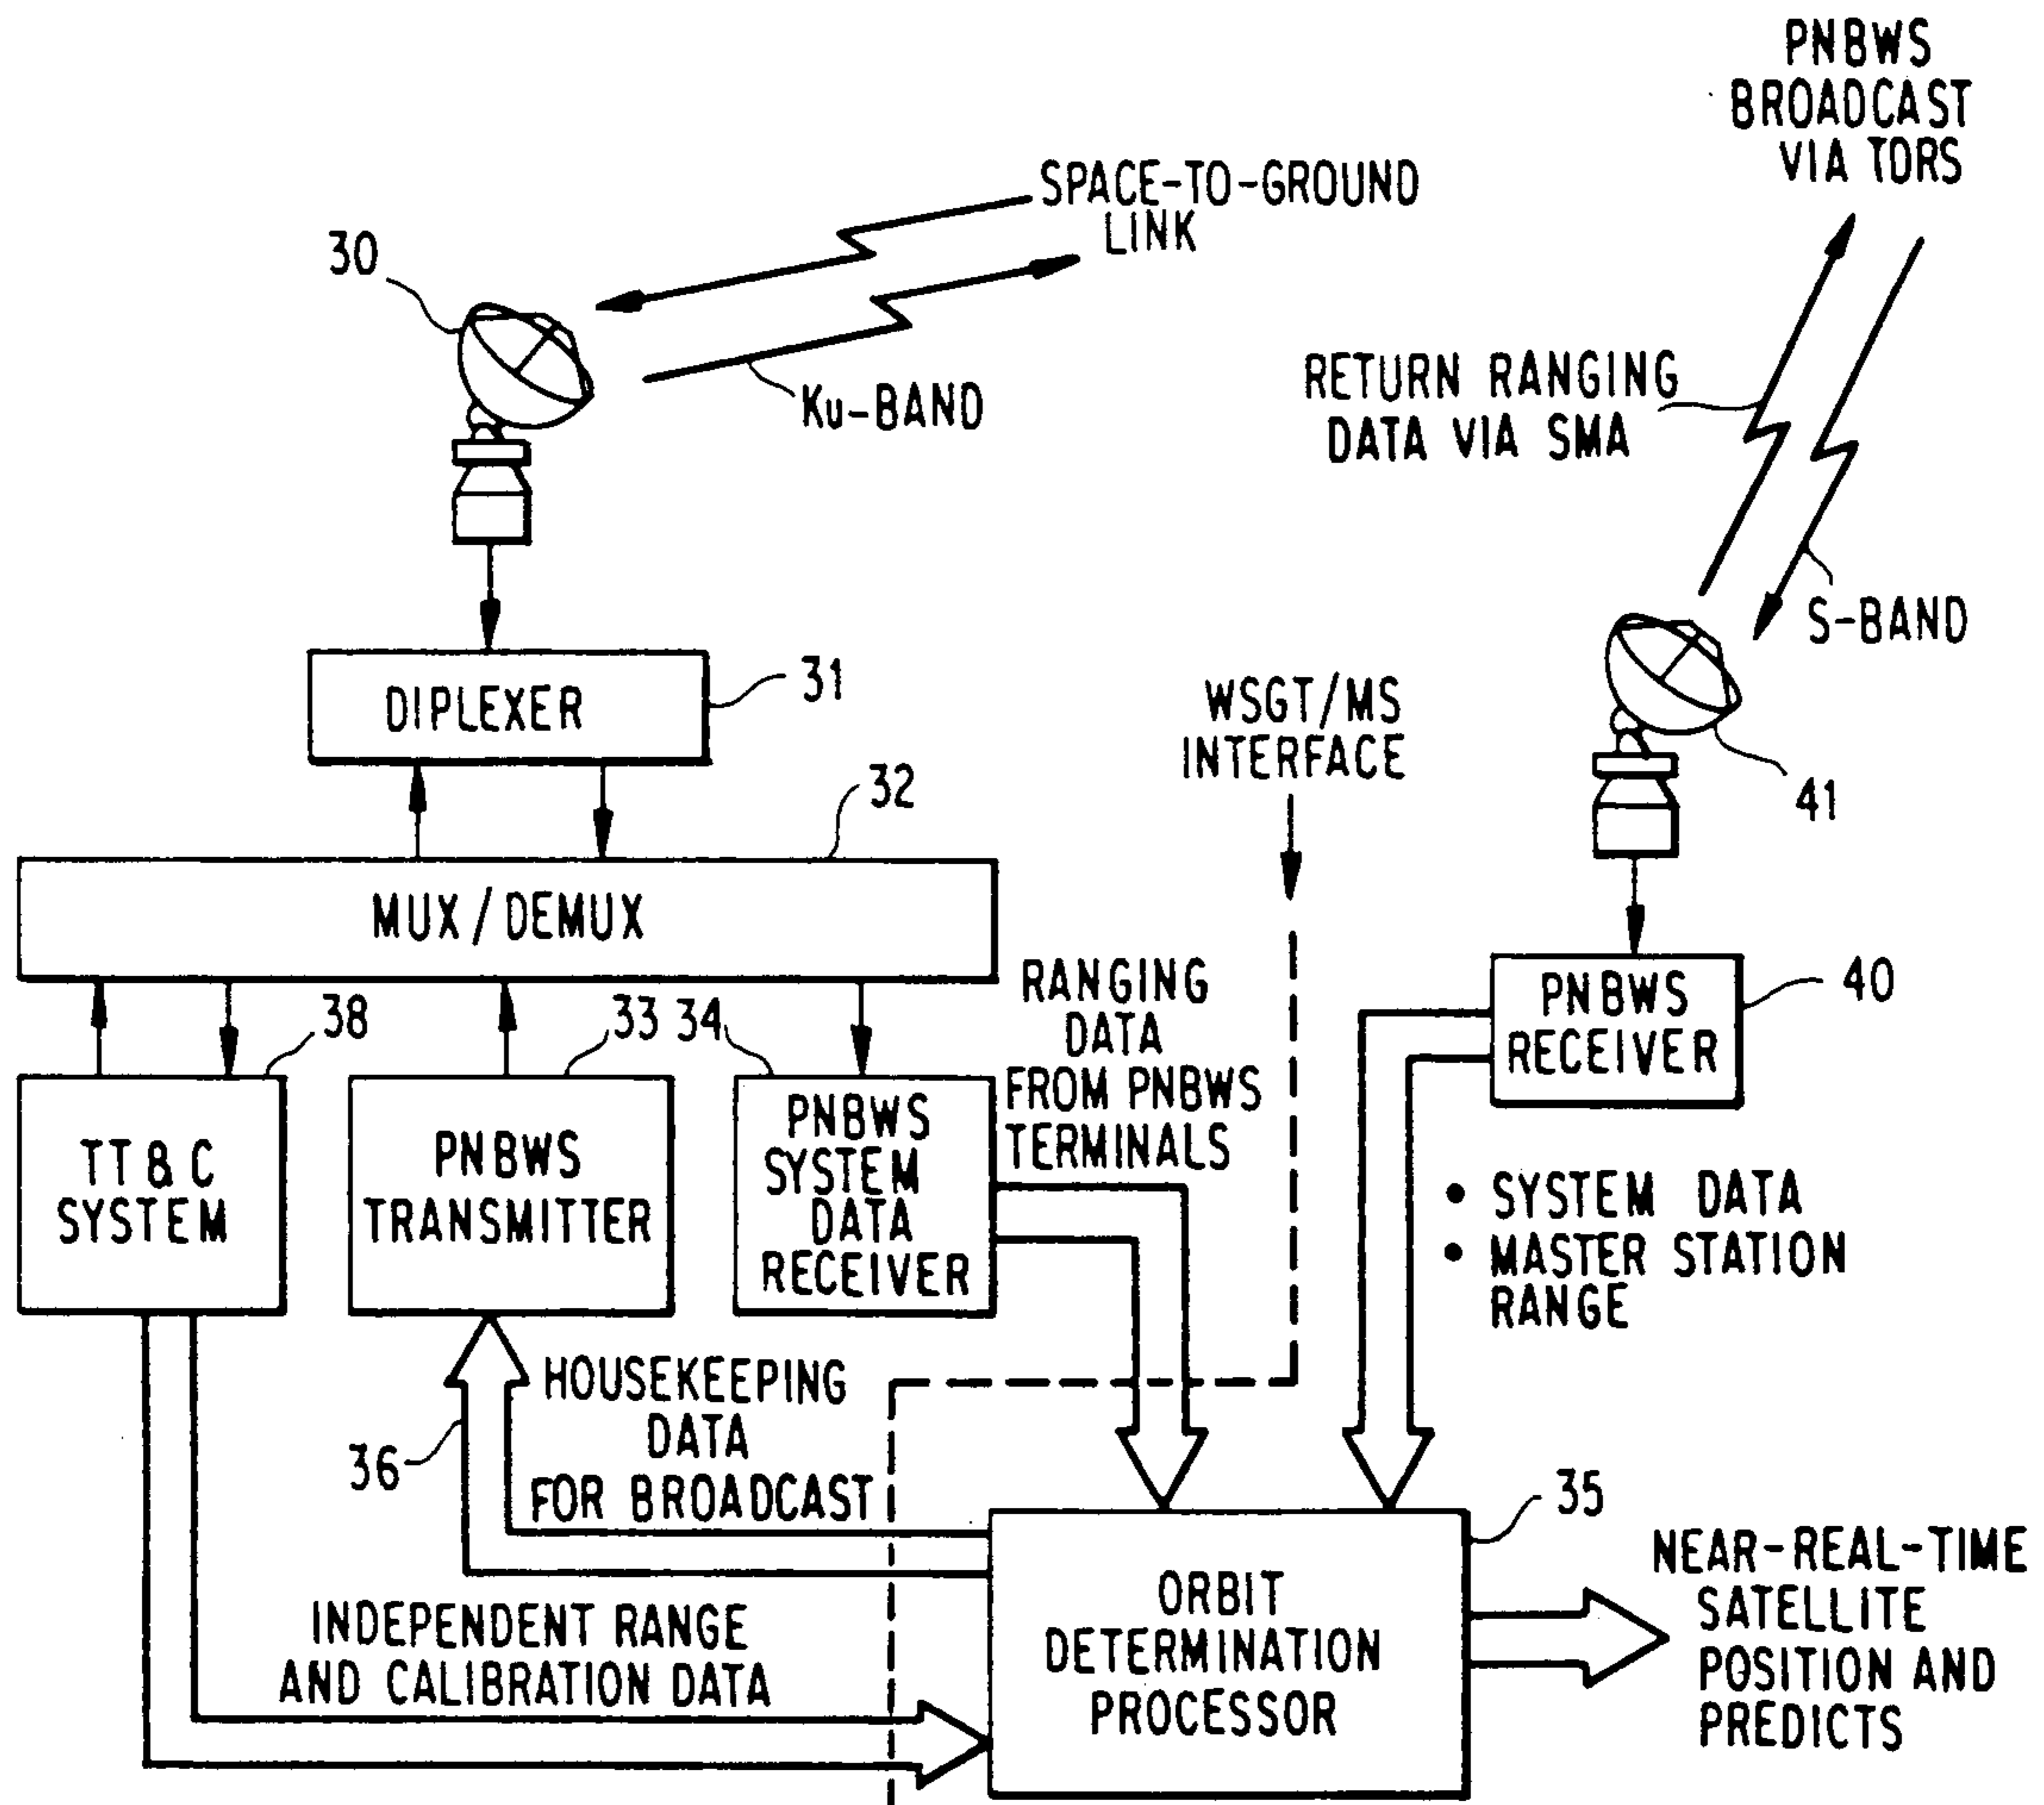 PNBWS
BROADCAST
VIA TDRS
SPACE-TO-GROUND
LINK
30
Ku-BAND
RETURN RANGING
DATA VIA SMA
S-BAND
DIPLEXER
31
WSGT/MS
INTERFACE
41
32
MUX/DEMUX
RANGING
DATA
FROM PNBWS
TERMINALS
PNBWS
RECEIVER
40
38
33
34
TT & C
SYSTEM
PNBWS
TRANSMITTER
PNBWS
SYSTEM
DATA
RECEIVER
• SYSTEM DATA
• MASTER STATION
RANGE
HOUSEKEEPING
DATA
FOR BROADCAST
36
35
ORBIT
DETERMINATION
PROCESSOR
NEAR-REAL-TIME
SATELLITE
POSITION AND
PREDICTS
INDEPENDENT RANGE
AND CALIBRATION DATA